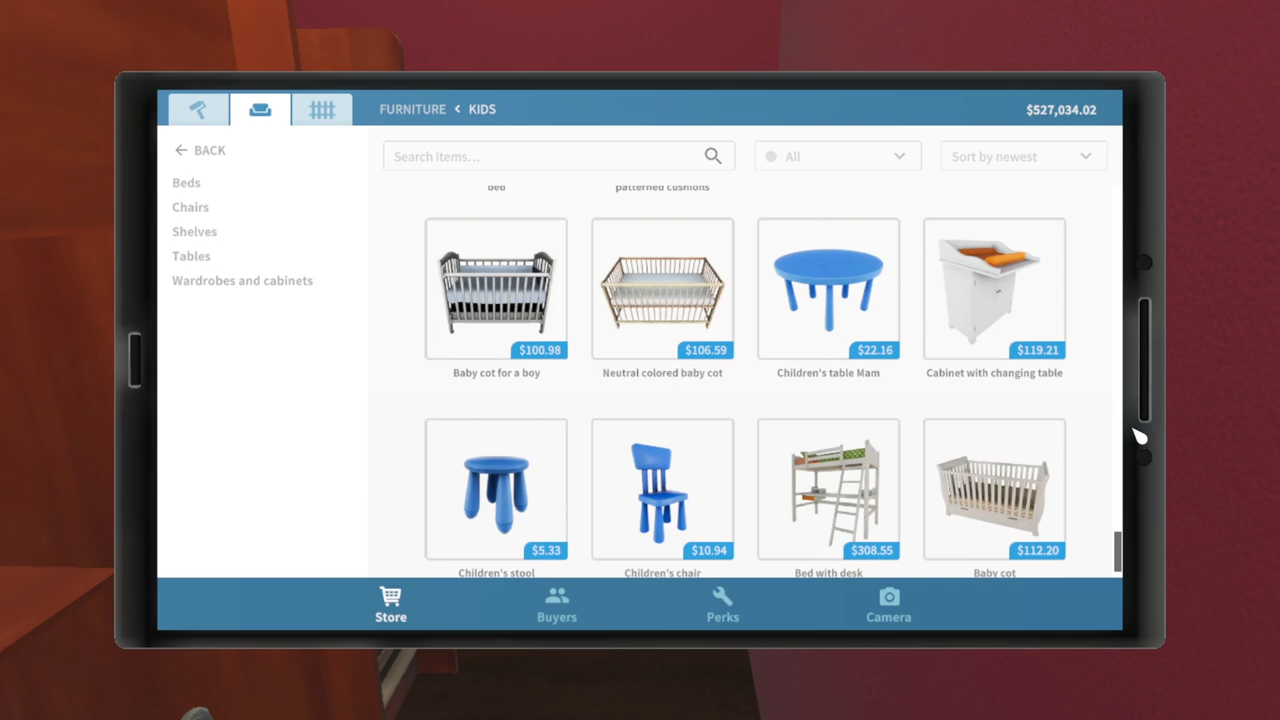 FURNITURE < KIDS
$527,034.02
BACK
Search items...
All
Sort by newest
Beds
Chairs
Shelves
Tables
Wardrobes and cabinets
bed
patterned cushions
$100.98
$106.59
$22.16
$119.21
Baby cot for a boy
Neutral colored baby cot
Children's table Mam
Cabinet with changing table
$5.33
$10.94
$308.55
$112.20
Children's stool
Children's chair
Bed with desk
Baby cot
Store
Buyers
Perks
Camera